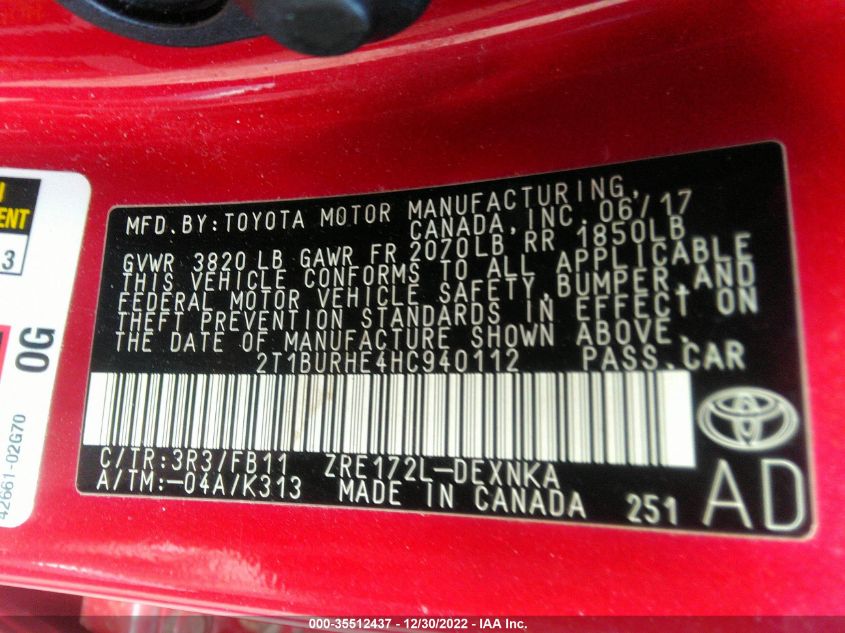 MFD. BY: TOYOTA MOTOR MANUFACTURING,
CANADA, INC. 06/17
GVWR 3820 LB GAWR FR 2070LB, RR 1850LB
THIS VEHICLE CONFORMS TO ALL APPLICABLE
FEDERAL MOTOR VEHICLE SAFETY, BUMPER, AND
THEFT PREVENTION STANDARDS IN EFFECT ON
THE DATE OF MANUFACTURE SHOWN ABOVE.
2T1BURHE4HC940112 PASS. CAR
C/TR: 3R3/FB11 ZRE172L-DEXNKA
A/TM: -04A/K313 MADE IN CANADA 251
AD
3
OG
42661-02G70
000-35512437 - 12/30/2022 - IAA Inc.